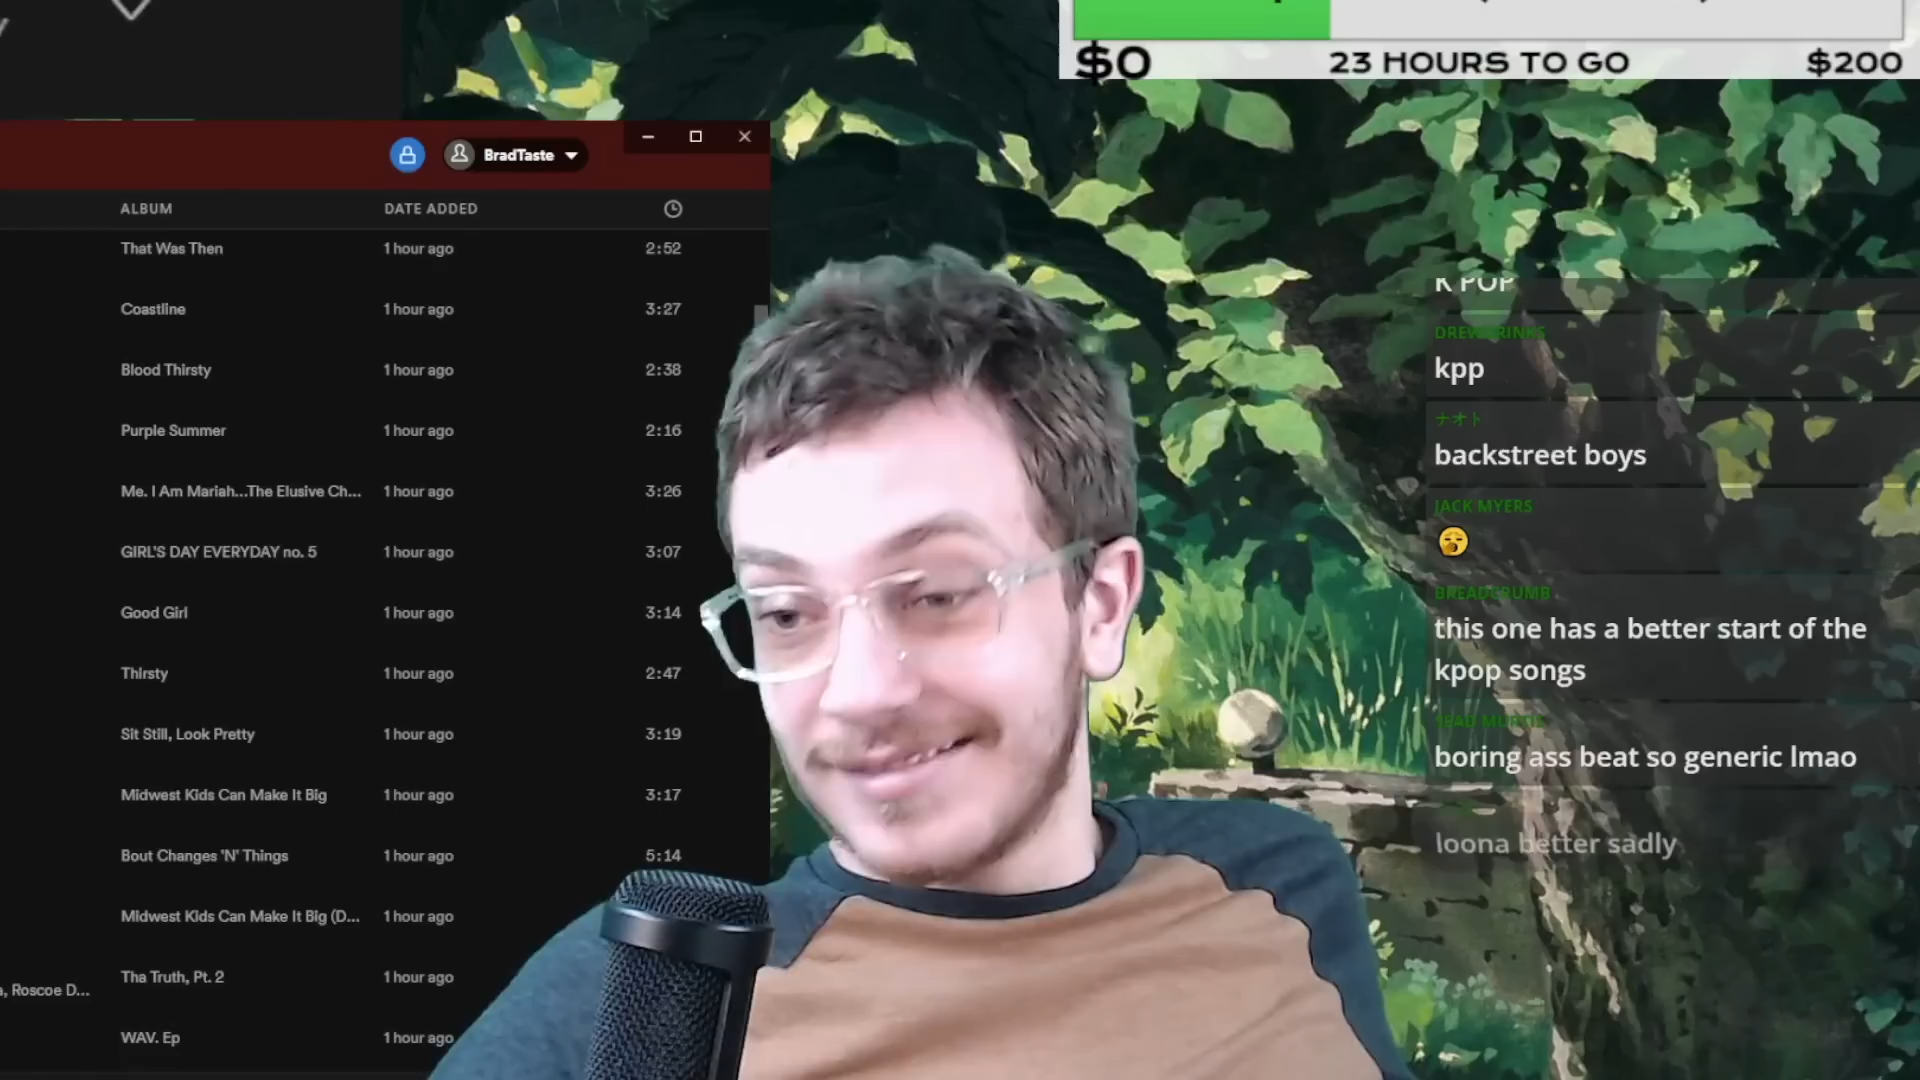 $0 23 HOURS TO GO $200
BradTaste
ALBUM DATE ADDED
That Was Then 1 hour ago 2:52
Coastline 1 hour ago 3:27
Blood Thirsty 1 hour ago 2:38
Purple Summer 1 hour ago 2:16
Me. I Am Mariah...The Elusive Ch... 1 hour ago 3:26
GIRL'S DAY EVERYDAY no. 5 1 hour ago 3:07
Good Girl 1 hour ago 3:14
Thirsty 1 hour ago 2:47
Sit Still, Look Pretty 1 hour ago 3:19
Midwest Kids Can Make It Big 1 hour ago 3:17
Bout Changes 'N' Things 1 hour ago 5:14
Midwest Kids Can Make It Big (D... 1 hour ago
, Roscoe D... Tha Truth, Pt. 2 1 hour ago
WAV. Ep 1 hour ago
K POP
kpp
ナオト
backstreet boys
JACK MYERS
BREADCRUMB
this one has a better start of the
kpop songs
boring ass beat so generic lmao
loona better sadly